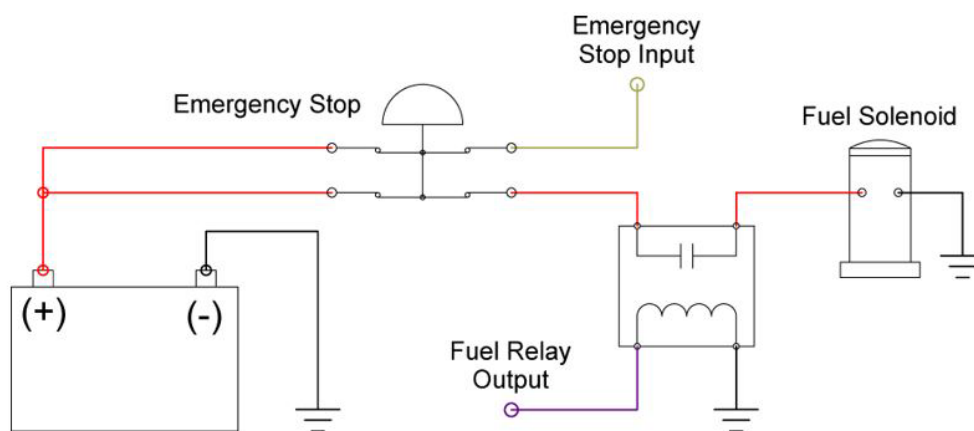 Emergency
Stop Input
Emergency Stop
Fuel Solenoid
(+)
(-)
Fuel Relay
Output